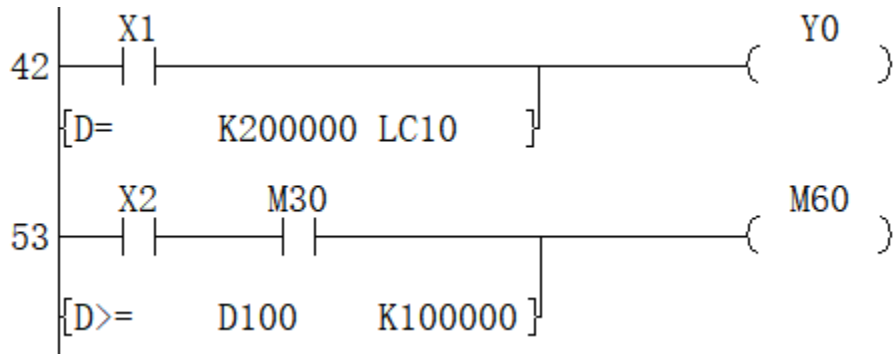 X1 Y0
42
D= K200000 LC10
X2 M30 M60
53
D>= D100 K100000